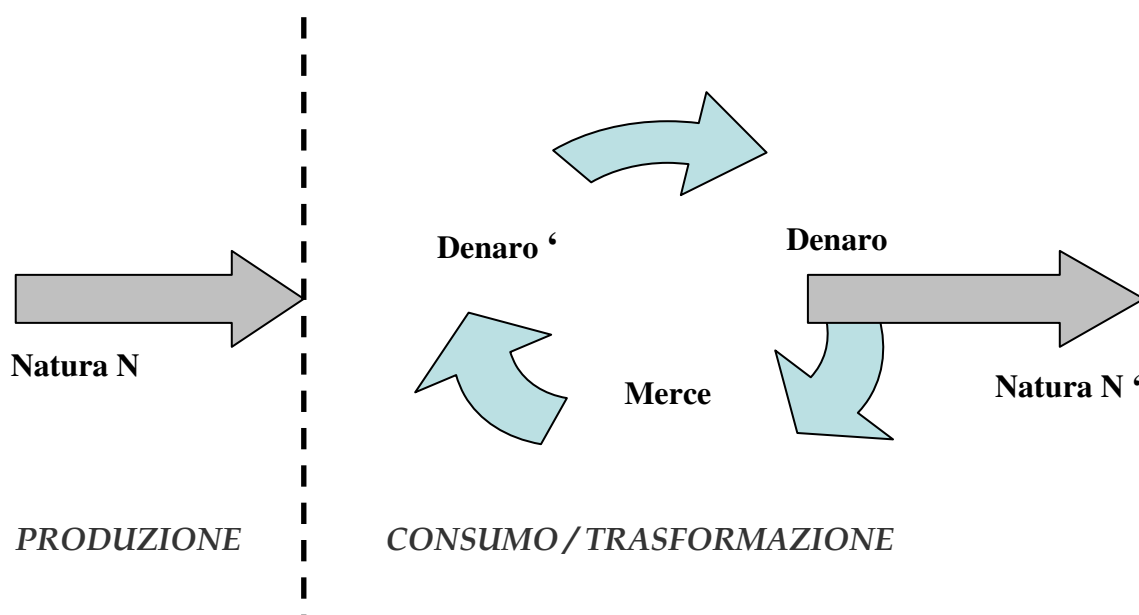 Denaro ‘
Denaro
Natura N
Merce
Natura N ‘
PRODUZIONE
CONSUMO / TRASFORMAZIONE